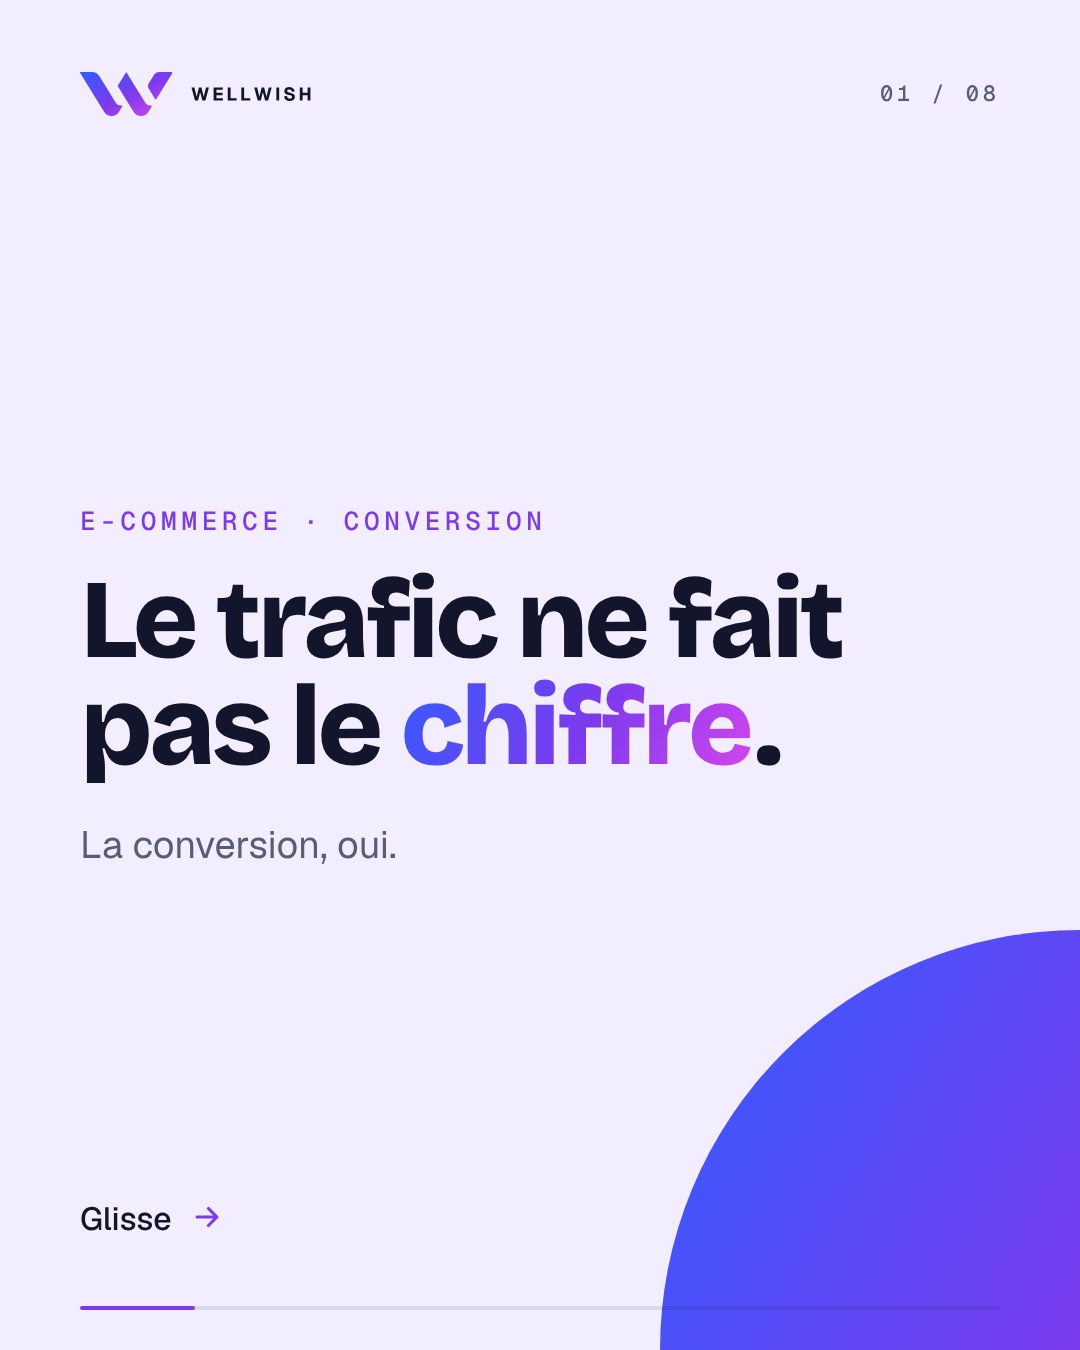 WELLWISH
01 / 08
E-COMMERCE · CONVERSION
Le trafic ne fait
pas le chiffre.
La conversion, oui.
Glisse →